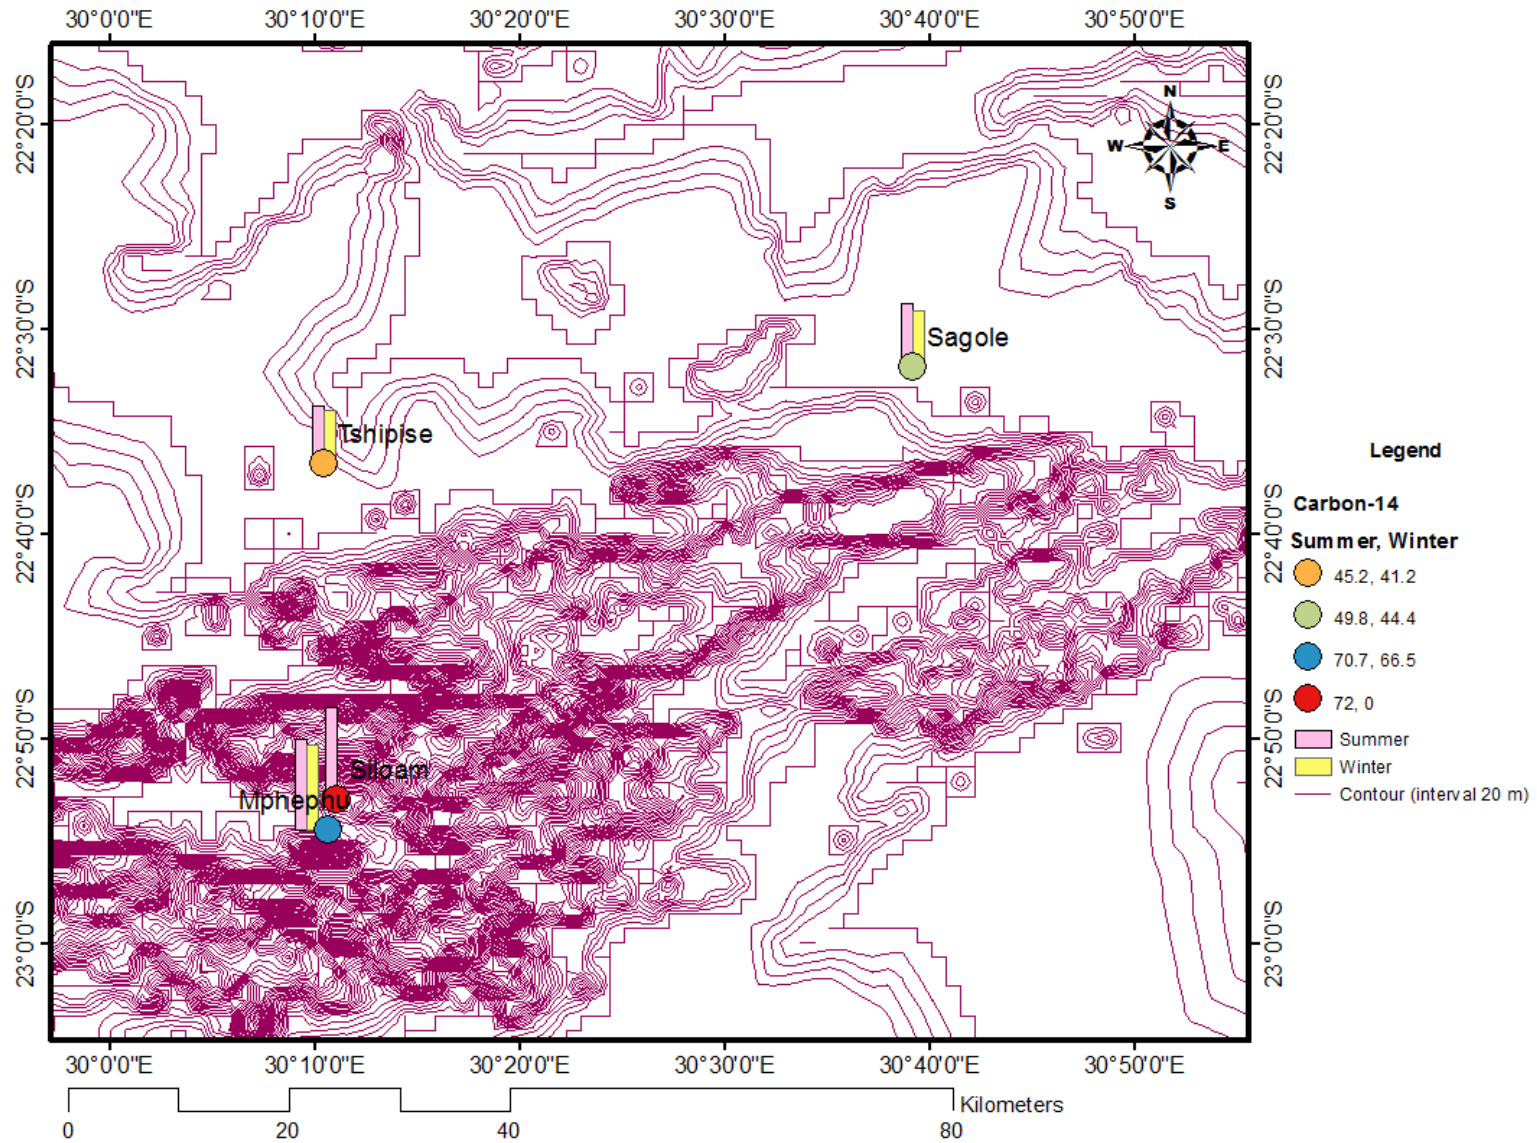 30°0'0"E 30°10'0"E 30°20'0"E 30°30'0"E 30°40'0"E 30°50'0"E
22°20'0"S 22°20'0"S
N
W E
S
22°30'0"S 22°30'0"S
Sagole
Tshipise
22°40'0"S 22°40'0"S
22°50'0"S 22°50'0"S
Siloam
Mphephu
23°0'0"S 23°0'0"S
30°0'0"E 30°10'0"E 30°20'0"E 30°30'0"E 30°40'0"E 30°50'0"E
Kilometers
0 20 40 80
Legend
Carbon-14
Summer, Winter
45.2, 41.2
49.8, 44.4
70.7, 66.5
72, 0
Summer
Winter
Contour (interval 20 m)